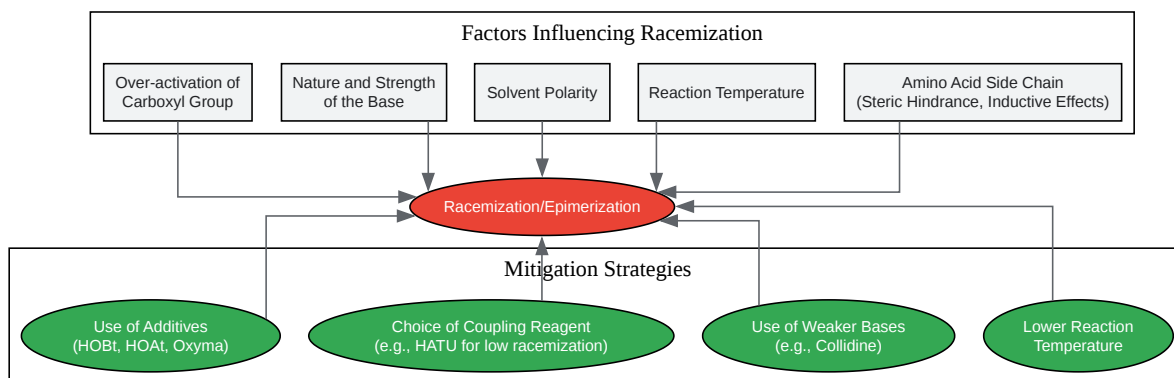 Factors Influencing Racemization
Over-activation of
Carboxyl Group
Nature and Strength
of the Base
Solvent Polarity
Reaction Temperature
Amino Acid Side Chain
(Steric Hindrance, Inductive Effects)
Racemization/Epimerization
Mitigation Strategies
Use of Additives
(HOBt, HOAt, Oxyma)
Choice of Coupling Reagent
(e.g., HATU for low racemization)
Use of Weaker Bases
(e.g., Collidine)
Lower Reaction
Temperature